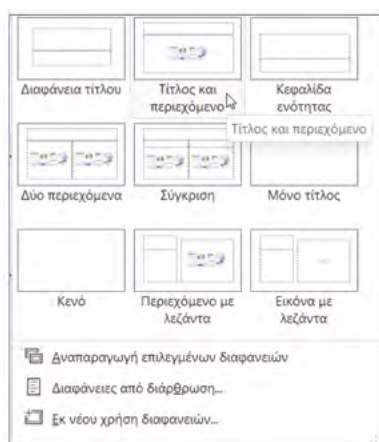 Διαφάνεια τίτλου
Τίτλος και
περιεχόμενο
Κεφαλίδα
ενότητας
Τίτλος και περιεχόμενο
Δύο περιεχόμενα
Σύγκριση
Μόνο τίτλος
Κενό
Περιεχόμενο με
λεζάντα
Εικόνα με
λεζάντα
Αναπαραγωγή επιλεγμένων διαφανειών
Διαφάνειες από διάρθρωση...
Εκ νέου χρήση διαφανειών...